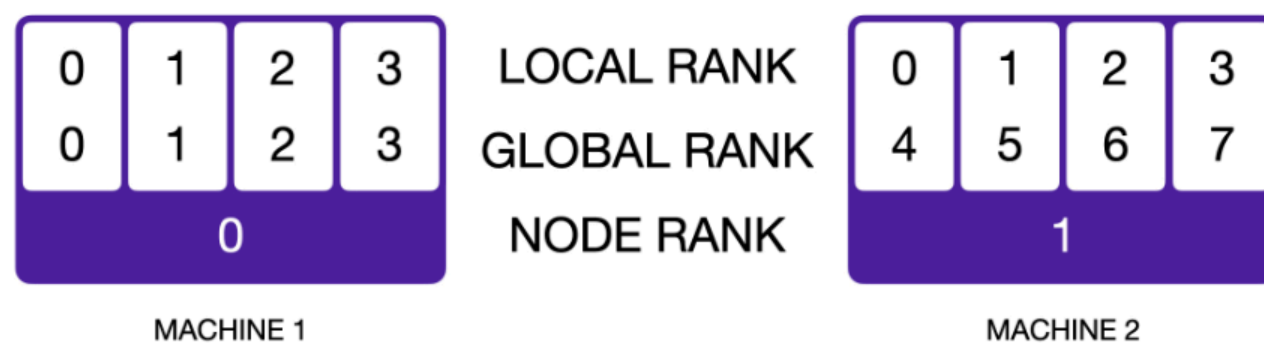 0 1 2 3 LOCAL RANK 0 1 2 3
0 1 2 3 GLOBAL RANK 4 5 6 7
0 NODE RANK 1
MACHINE 1 MACHINE 2